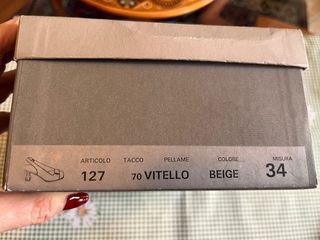 ARTICOLO TACCO PELLAME COLORE MISURA
127 70 VITELLO BEIGE 34